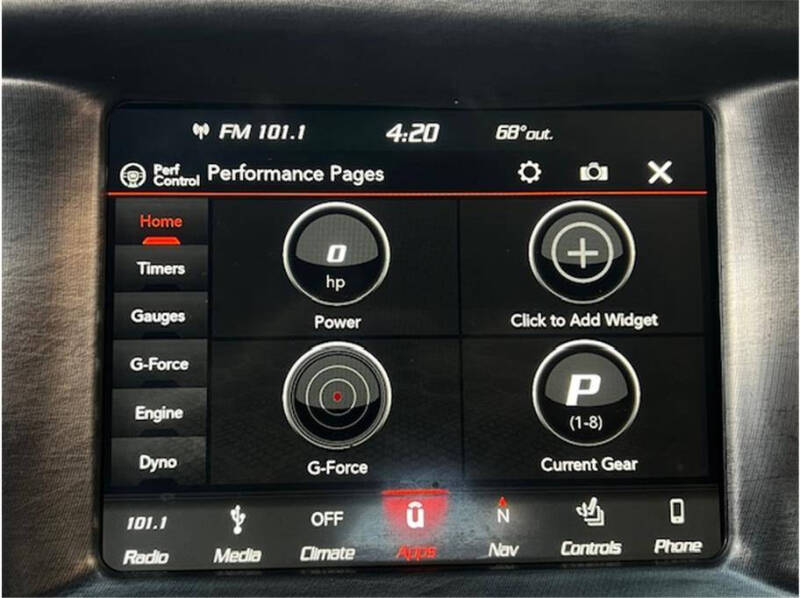 FM 101.1 4:20 68° out.
Perf
Control
Performance Pages
Home
Timers
Gauges
G-Force
Engine
Dyno
0
hp
Power
Click to Add Widget
G-Force
P
(1-8)
Current Gear
101.1 OFF û N
Radio Media Climate Apps Nav Controls Phone